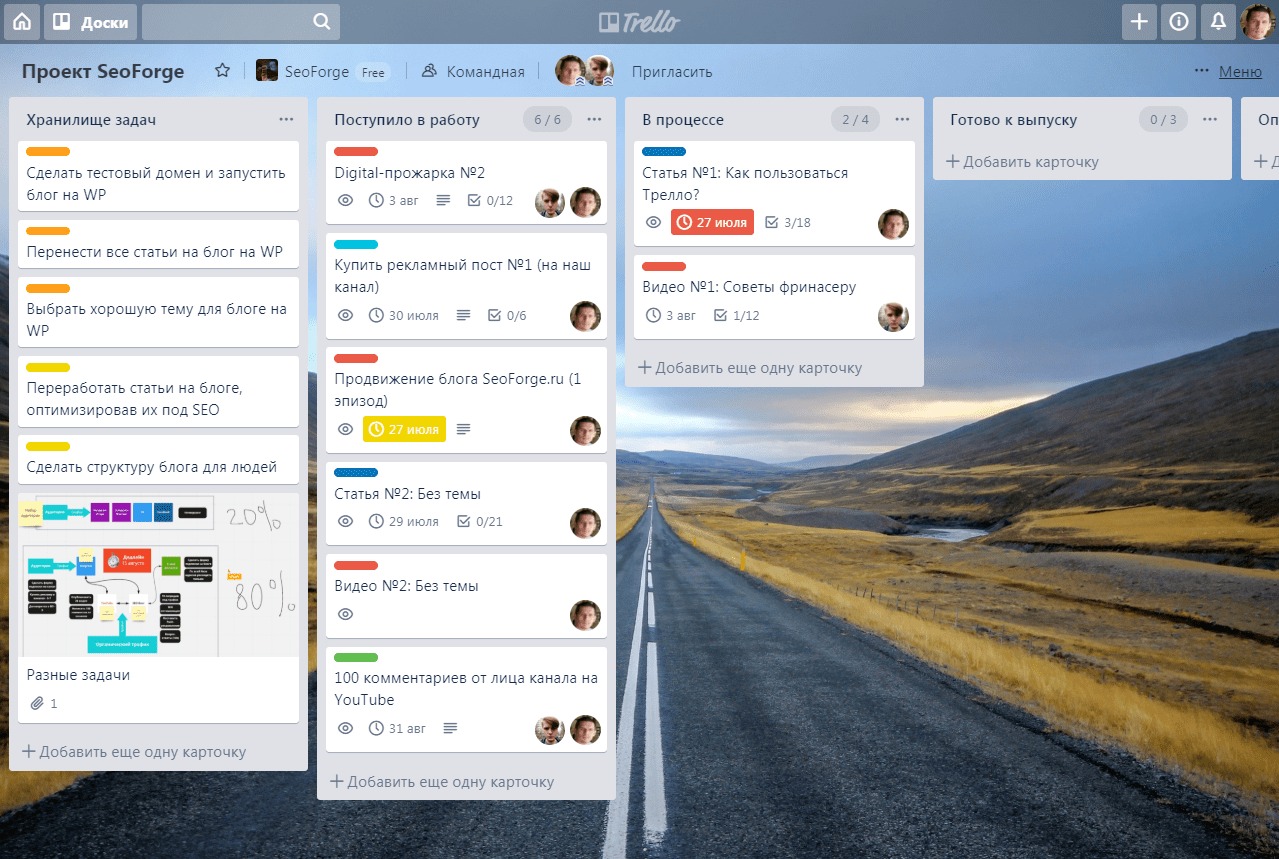 Доски
Trello
Проект SeoForge
SeoForge
Free
Командная
Пригласить
Меню
Хранилище задач
Сделать тестовый домен и запустить
блог на WP
Перенести все статьи на блог на WP
Выбрать хорошую тему для блоге на
WP
Переработать статьи на блоге,
оптимизировав их под SEO
Сделать структуру блога для людей
20%
80%
Органический трафик
Разные задачи
1
Добавить еще одну карточку
Поступило в работу
6 / 6
Digital-прожарка №2
3 авг
0/12
Купить рекламный пост №1 (на наш
канал)
30 июля
0/6
Продвижение блога SeoForge.ru (1
эпизод)
27 июля
Статья №2: Без темы
29 июля
0/21
Видео №2: Без темы
100 комментариев от лица канала на
YouTube
31 авг
Добавить еще одну карточку
В процессе
2 / 4
Статья №1: Как пользоваться
Трелло?
27 июля
3/18
Видео №1: Советы фринасеру
3 авг
1/12
Добавить еще одну карточку
Готово к выпуску
0 / 3
Добавить карточку